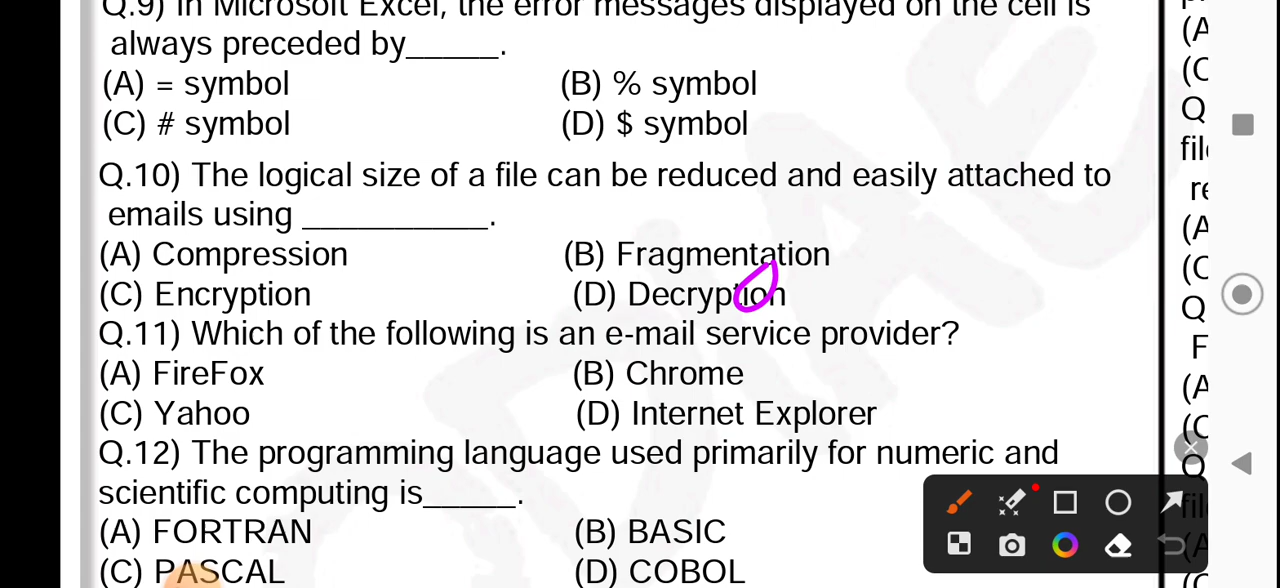 Q.9) In Microsoft Excel, the error messages displayed on the cell is
always preceded by_____.
(A) = symbol (B) % symbol
(C) # symbol (D) $ symbol
Q.10) The logical size of a file can be reduced and easily attached to
emails using __________.
(A) Compression (B) Fragmentation
(C) Encryption (D) Decryption
Q.11) Which of the following is an e-mail service provider?
(A) FireFox (B) Chrome
(C) Yahoo (D) Internet Explorer
Q.12) The programming language used primarily for numeric and
scientific computing is_____.
(A) FORTRAN (B) BASIC
(C) PASCAL (D) COBOL